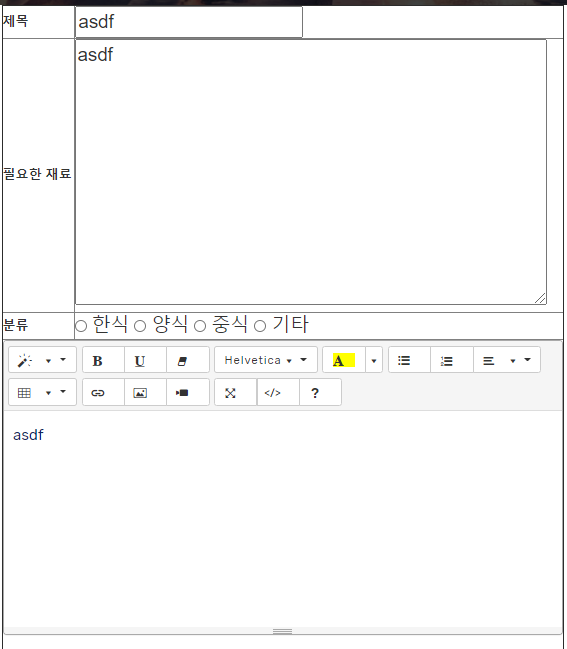 제목 asdf
asdf
필요한 재료
분류 한식 양식 중식 기타
B U Helvetica A
</> ?
asdf